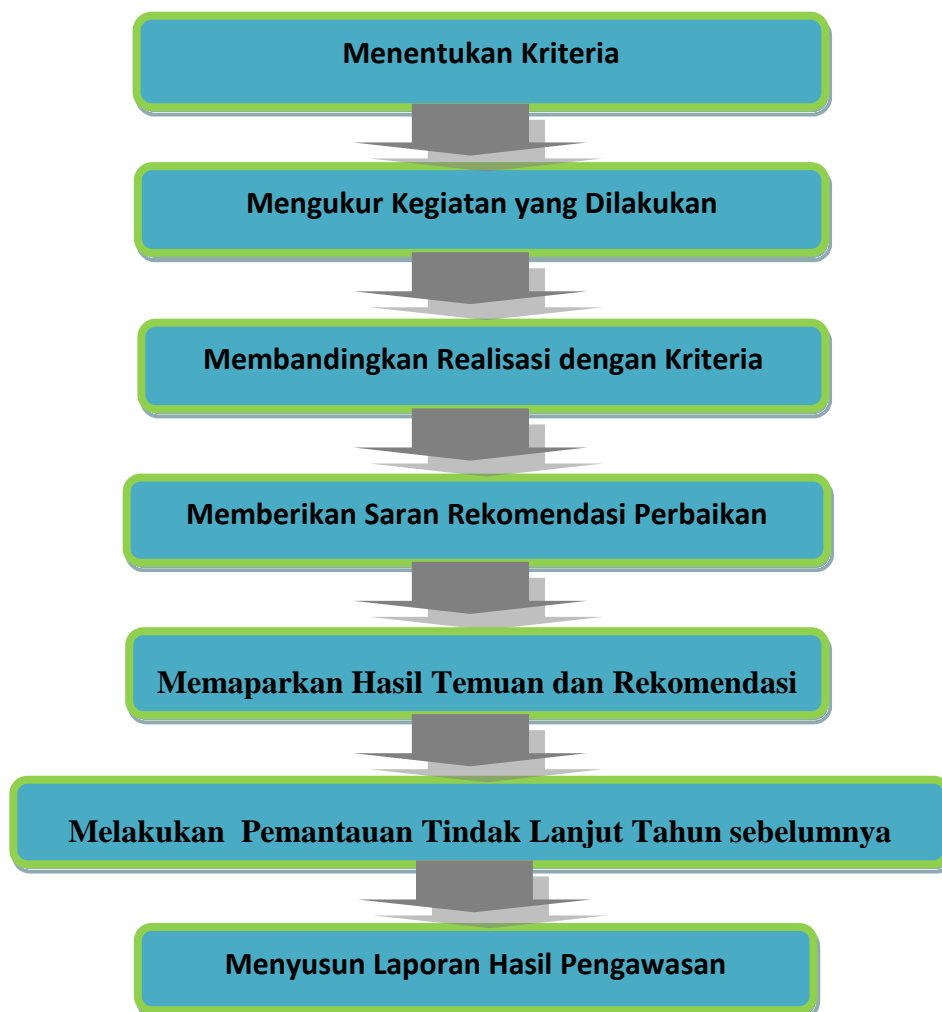 Menentukan Kriteria
Mengukur Kegiatan yang Dilakukan
Membandingkan Realisasi dengan Kriteria
Memberikan Saran Rekomendasi Perbaikan
Memaparkan Hasil Temuan dan Rekomendasi
Melakukan Pemantauan Tindak Lanjut Tahun sebelumnya
Menyusun Laporan Hasil Pengawasan